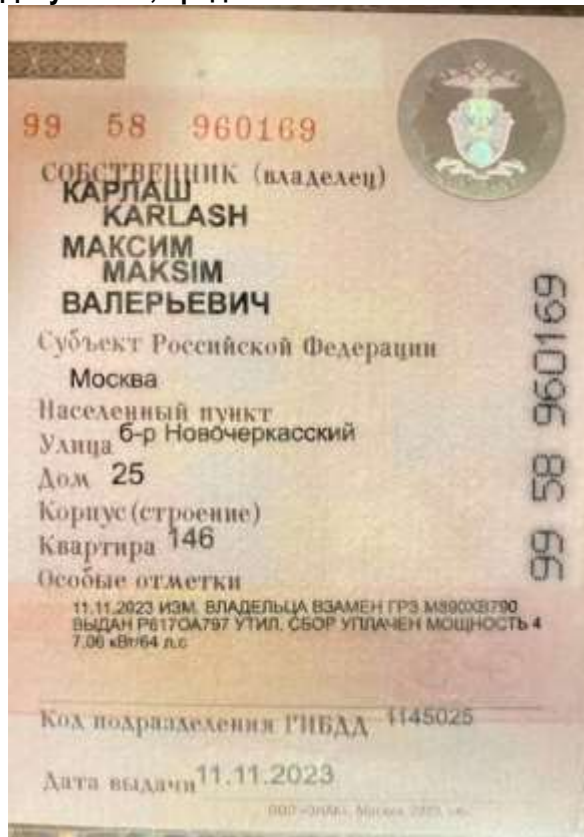 99 58 960169
СОБСТВЕННИК (владелец)
КАРЛАШ
KARLASH
МАКСИМ
MAKSIM
ВАЛЕРЬЕВИЧ
Субъект Российской Федерации
Москва
Населенный пункт
Улица б-р Новочеркасский
Дом 25
Корпус (строение)
Квартира 146
Особые отметки
11.11.2023 ИЗМ. ВЛАДЕЛЬЦА ВЗАМЕН ГРЗ М890ХВ790
ВЫДАН Р617ОА797 УТИЛ. СБОР УПЛАЧЕН МОЩНОСТЬ 4
7.06 кВт/64 л.с
Код подразделения ГИБДД 1145025
Дата выдачи 11.11.2023
99 58 960169